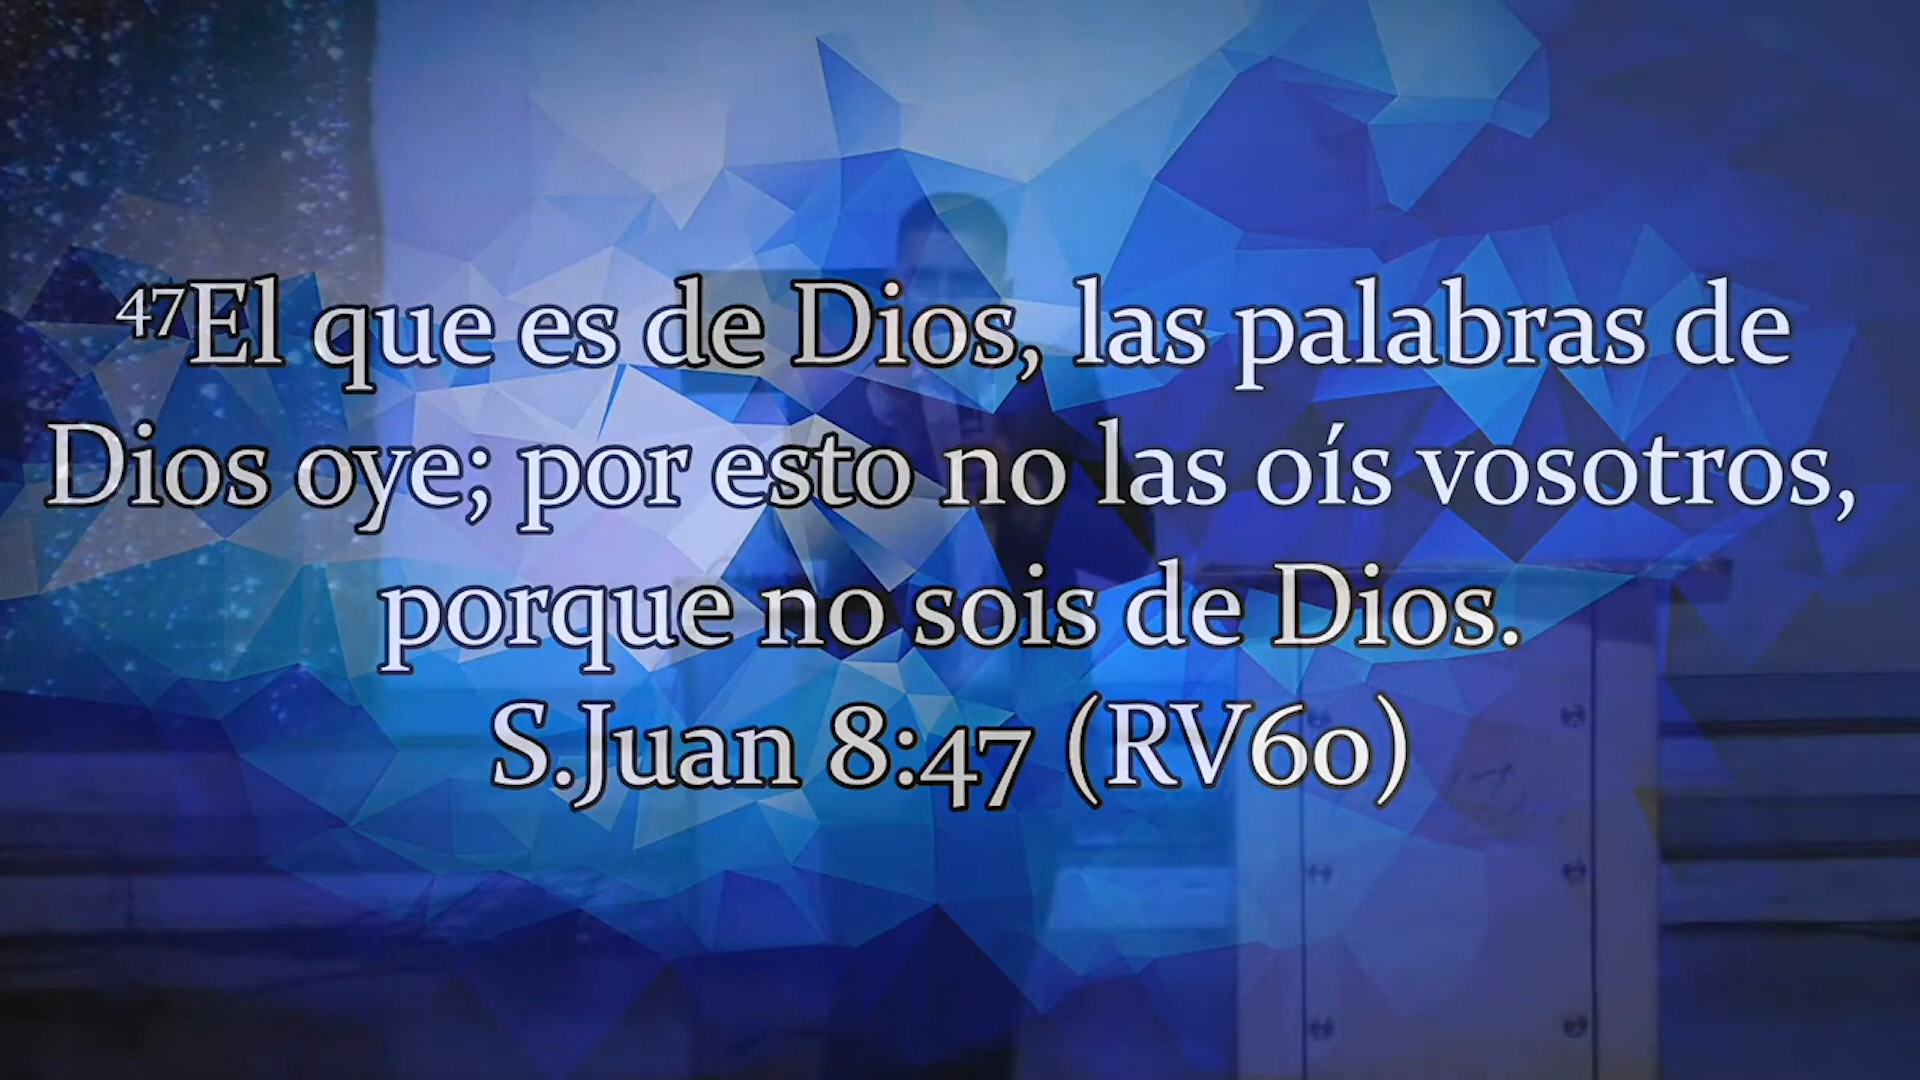 47El que es de Dios, las palabras de
Dios oye; por esto no las oís vosotros,
porque no sois de Dios.
S.Juan 8:47 (RV60)